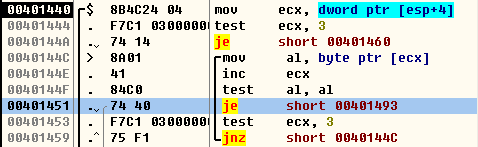 00401440 $ 8B4C24 04 mov ecx, dword ptr [esp+4]
00401444 . F7C1 03000000 test ecx, 3
0040144A .v 74 14 je short 00401460
0040144C > 8A01 mov al, byte ptr [ecx]
0040144E . 41 inc ecx
0040144F . 84C0 test al, al
00401451 .v 74 40 je short 00401493
00401453 . F7C1 03000000 test ecx, 3
00401459 .^ 75 F1 jnz short 0040144C